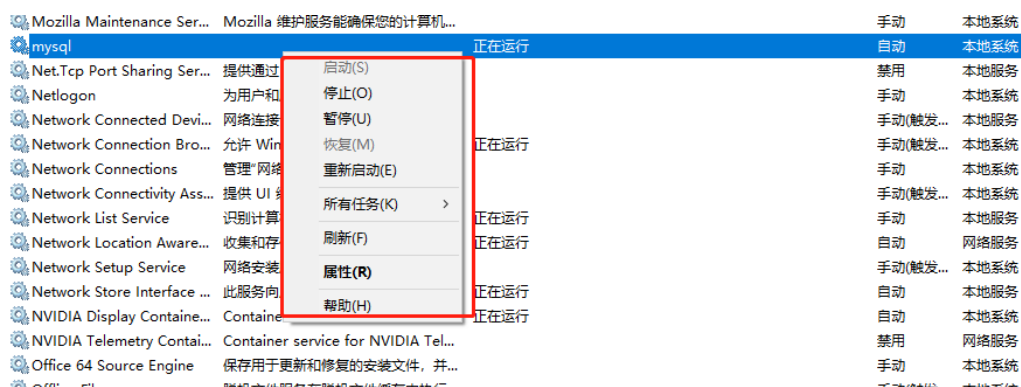 Mozilla Maintenance Ser... Mozilla 维护服务能确保您的计算机... 手动 本地系统
mysql 正在运行 自动 本地系统
Net.Tcp Port Sharing Ser... 提供通过 启动(S) 禁用 本地服务
Netlogon 为用户和 停止(O) 手动 本地系统
Network Connected Devi... 网络连接 暂停(U) 手动(触发... 本地服务
Network Connection Bro... 允许 Win 恢复(M) 正在运行 手动(触发... 本地系统
Network Connections 管理"网络 重新启动(E) 手动 本地系统
Network Connectivity Ass... 提供 UI 所有任务(K) 手动(触发... 本地系统
Network List Service 识别计算 正在运行 手动 本地服务
Network Location Aware... 收集和存 刷新(F) 正在运行 自动 网络服务
Network Setup Service 网络安装 属性(R) 手动(触发... 本地系统
Network Store Interface ... 此服务向 正在运行 自动 本地服务
NVIDIA Display Containe... Containe 帮助(H) 正在运行 自动 本地系统
NVIDIA Telemetry Contai... Container service for NVIDIA Tel... 禁用 网络服务
Office 64 Source Engine 保存用于更新和修复的安装文件，并... 手动 本地系统